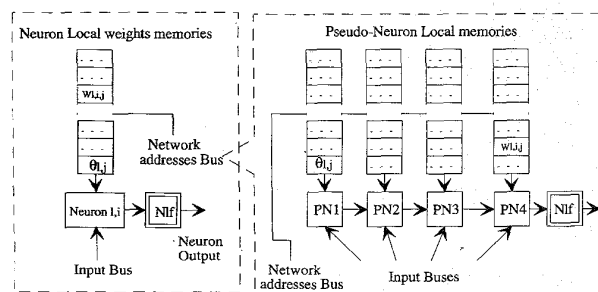 Neuron Local weights memories
wl,i,j
Network
addresses Bus
θl,j
Neuron l,i
Nlf
Neuron
Output
Input Bus
Pseudo-Neuron Local memories
θl,j
wl,i,j
PN1
PN2
PN3
PN4
Nlf
Network
addresses Bus
Input Buses